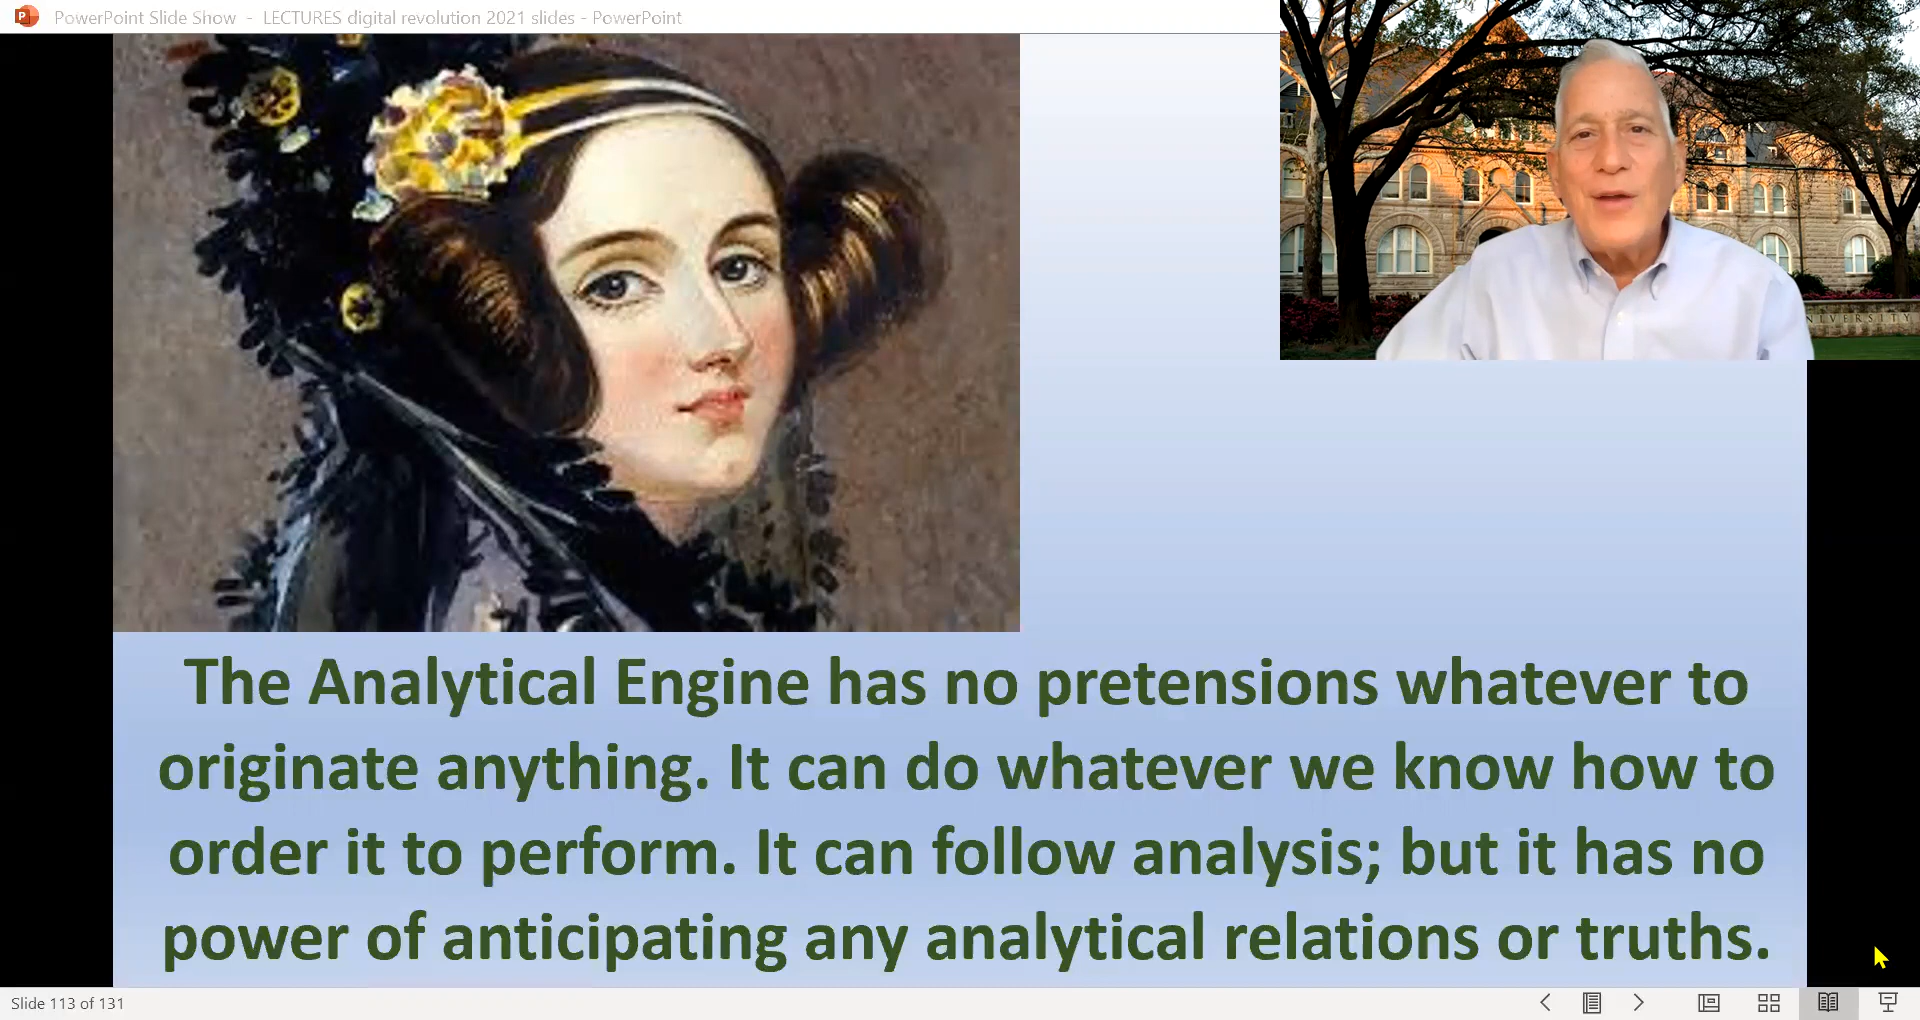 PowerPoint Slide Show - LECTURES digital revolution 2021 slides - PowerPoint
NIVERSITY
The Analytical Engine has no pretensions whatever to
originate anything. It can do whatever we know how to
order it to perform. It can follow analysis; but it has no
power of anticipating any analytical relations or truths.
Slide 113 of 131